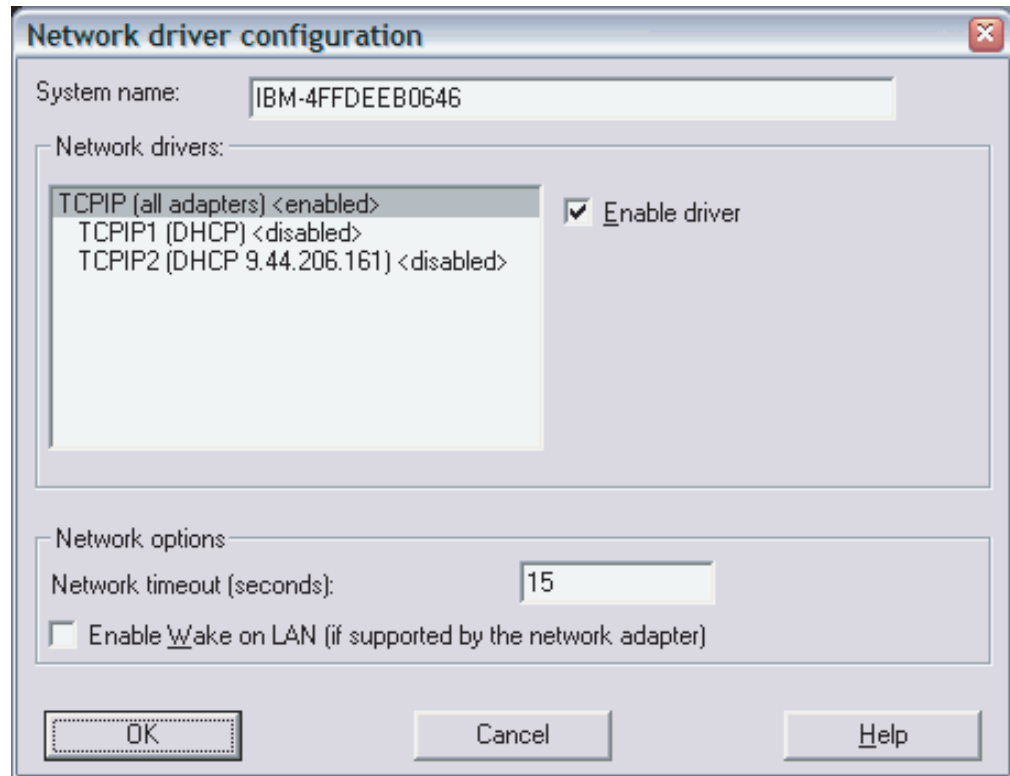 Network driver configuration
System name: IBM-4FFDEEB0646
Network drivers:
TCPIP (all adapters) <enabled>
Enable driver
TCPIP1 (DHCP) <disabled>
TCPIP2 (DHCP 9.44.206.161) <disabled>
Network options
Network timeout (seconds): 15
Enable Wake on LAN (if supported by the network adapter)
OK Cancel Help